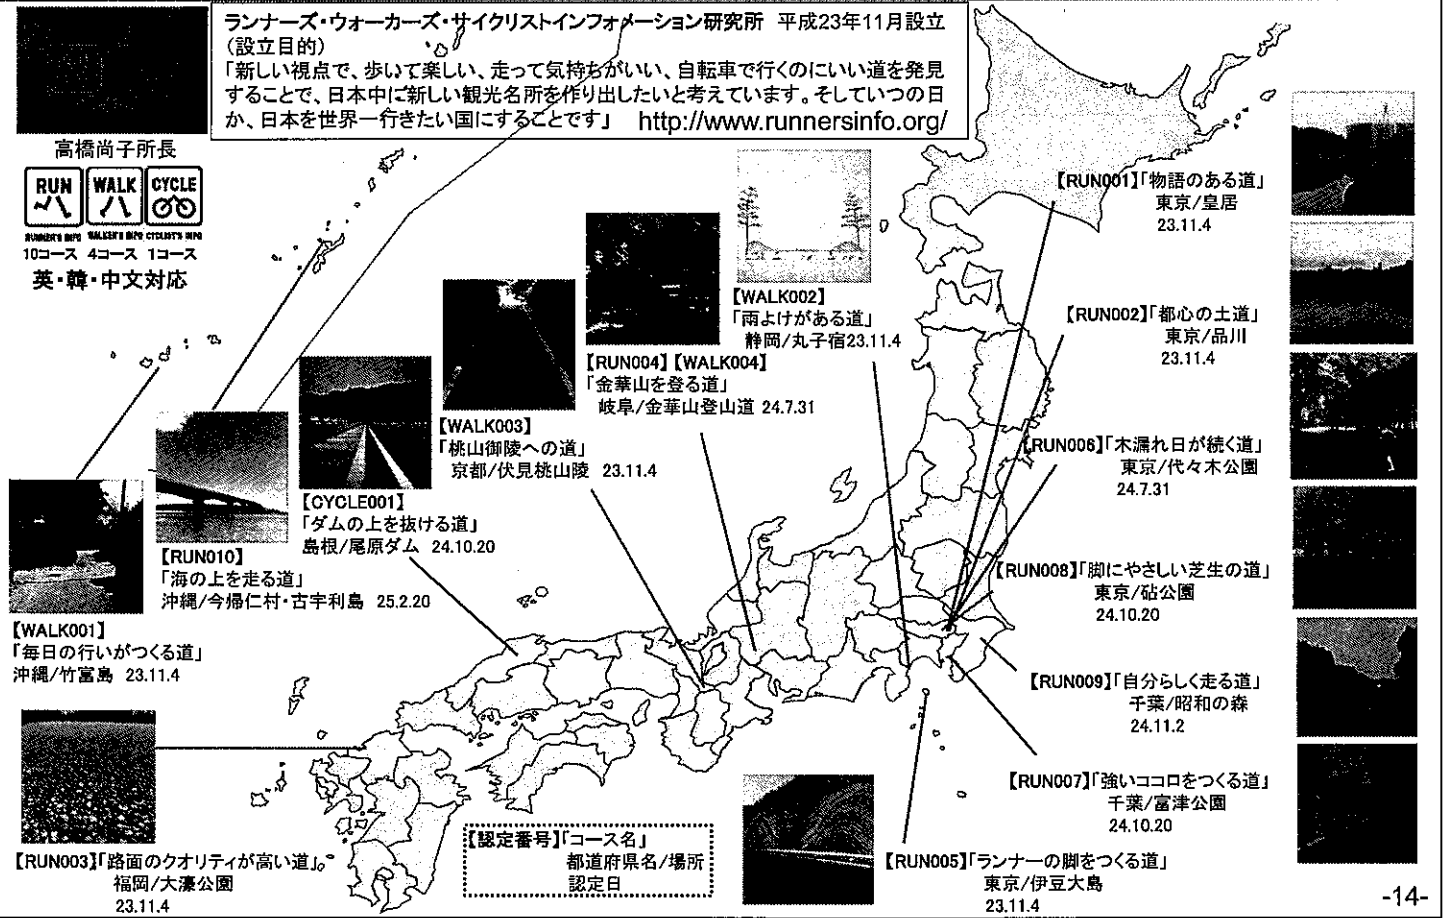 ランナーズ・ウォーカーズ・サイクリストインフォメーション研究所 平成23年11月設立
(設立目的)
「新しい視点で、歩いて楽しい、走って気持ちがいい、自転車で行くのにいい道を発見
することで、日本中に新しい観光名所を作り出したいと考えています。そしていつの日
か、日本を世界一行きたい国にすることです」 http://www.runnersinfo.org/
高橋尚子所長
RUN WALK CYCLE
RUNNER'S INFO WALKER'S INFO CYCLIST'S INFO
10コース 4コース 1コース
英・韓・中文対応
【RUN001】「物語のある道」
東京/皇居
23.11.4
【RUN002】「都心の土道」
東京/品川
23.11.4
【RUN006】「木漏れ日が続く道」
東京/代々木公園
24.7.31
【RUN008】「脚にやさしい芝生の道」
東京/砧公園
24.10.20
【RUN009】「自分らしく走る道」
千葉/昭和の森
24.11.2
【RUN007】「強いココロをつくる道」
千葉/富津公園
24.10.20
【RUN005】「ランナーの脚をつくる道」
東京/伊豆大島
23.11.4
【WALK002】
「雨よけがある道」
静岡/丸子宿23.11.4
【RUN004】【WALK004】
「金華山を登る道」
岐阜/金華山登山道 24.7.31
【WALK003】
「桃山御陵への道」
京都/伏見桃山陵 23.11.4
【CYCLE001】
「ダムの上を抜ける道」
島根/尾原ダム 24.10.20
【RUN010】
「海の上を走る道」
沖縄/今帰仁村・古宇利島 25.2.20
【WALK001】
「毎日の行いがつくる道」
沖縄/竹富島 23.11.4
【RUN003】「路面のクオリティが高い道」
福岡/大濠公園
23.11.4
【認定番号】「コース名」
都道府県名/場所
認定日
-14-